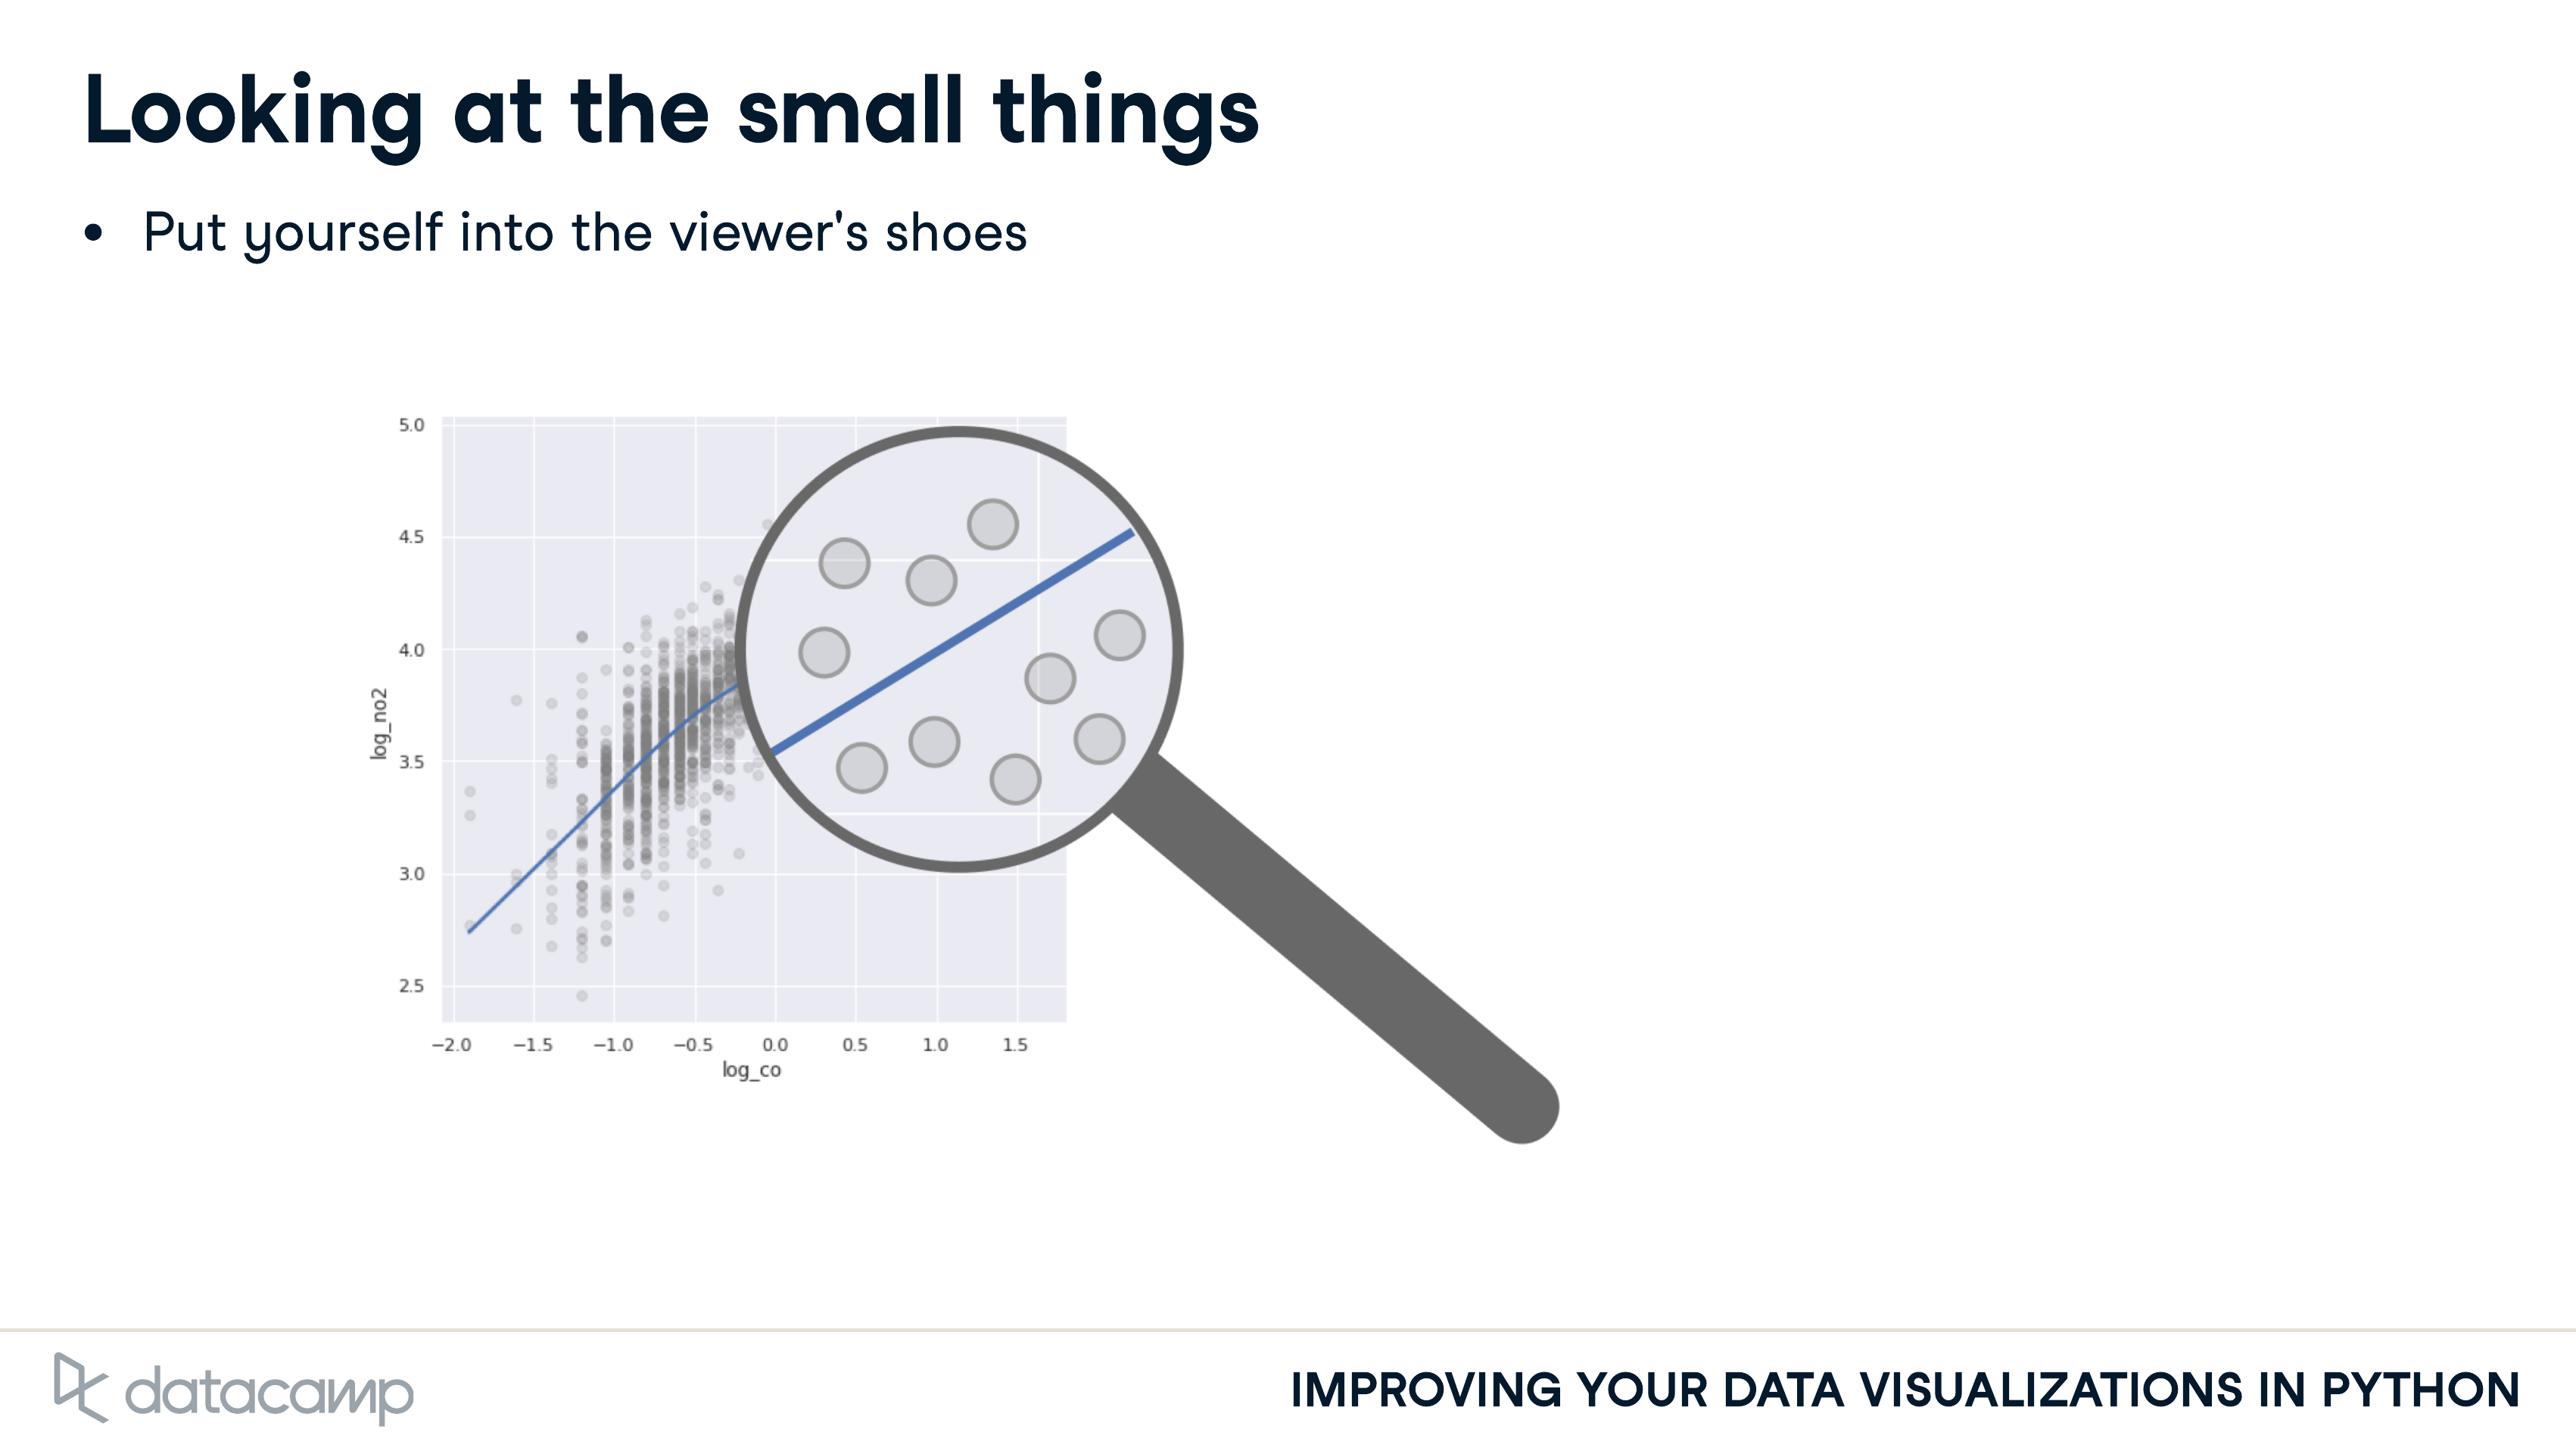 Looking at the small things
• Put yourself into the viewer's shoes
5.0
4.5
4.0
3.5
3.0
2.5
log_no2
−2.0 −1.5 −1.0 −0.5 0.0 0.5 1.0 1.5
log_co
datacamp
IMPROVING YOUR DATA VISUALIZATIONS IN PYTHON